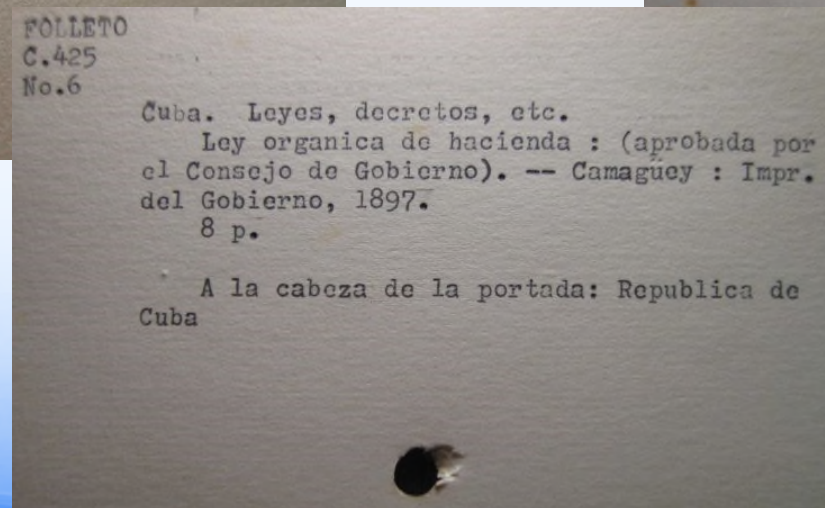 FOLLETO
C.425
No.6
Cuba. Leyes, decretos, etc.
Ley organica de hacienda : (aprobada por
el Consejo de Gobierno). -- Camagüey : Impr.
del Gobierno, 1897.
8 p.
A la cabeza de la portada: Republica de
Cuba